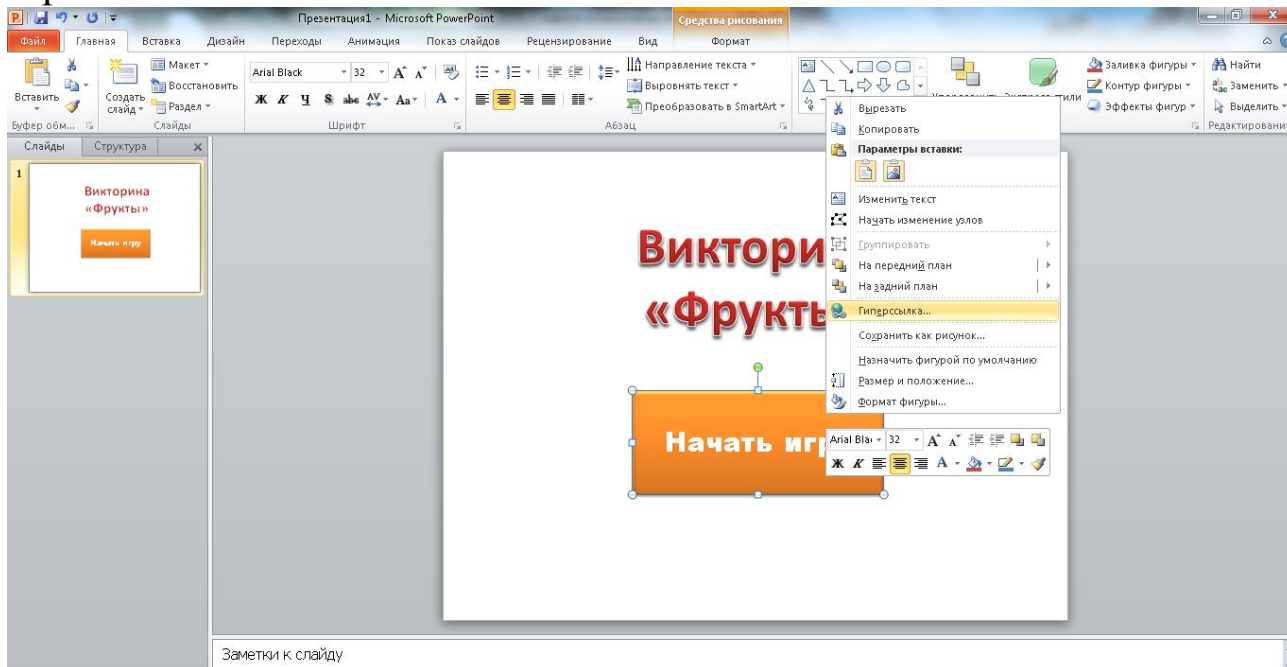 Презентация1 - Microsoft PowerPoint
Средства рисования
Файл Главная Вставка Дизайн Переходы Анимация Показ слайдов Рецензирование Вид Формат
Вставить
Создать слайд
Макет
Восстановить
Раздел
Arial Black 32
Ж К Ч S abc AV Aa A
Направление текста
Выровнять текст
Преобразовать в SmartArt
Заливка фигуры
Контур фигуры
Эффекты фигур
Найти
Заменить
Выделить
Буфер обм... Слайды Шрифт Абзац Редактирование
Слайды Структура
1
Викторина
«Фрукты»
Начать игру
Виктори
«Фрукты
Начать игр
Вырезать
Копировать
Параметры вставки:
Изменить текст
Начать изменение узлов
Группировать
На передний план
На задний план
Гиперссылка...
Сохранить как рисунок...
Назначить фигурой по умолчанию
Размер и положение...
Формат фигуры...
Arial Bla 32 A A
Ж К A
Заметки к слайду